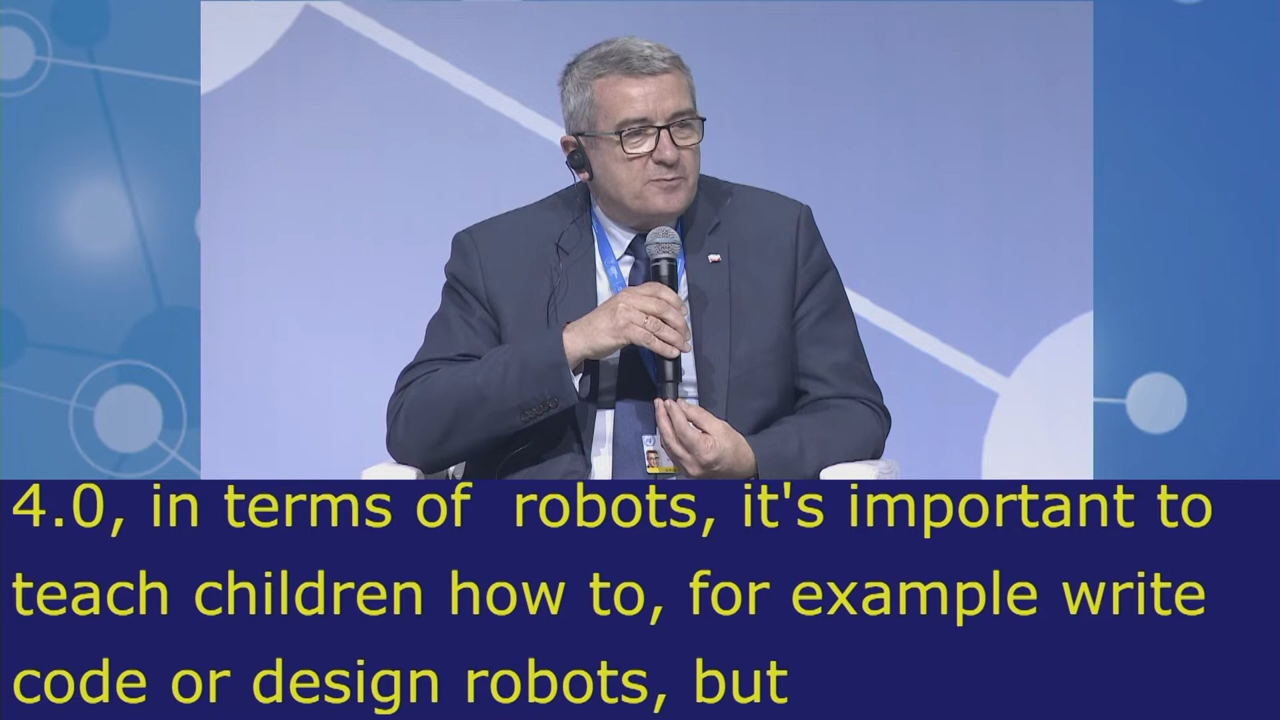 4.0, in terms of  robots, it's important to
teach children how to, for example write
code or design robots, but